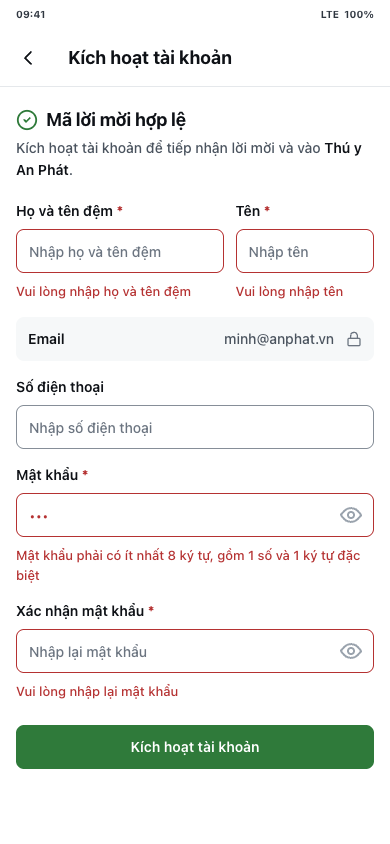 09:41
LTE 100%
Kích hoạt tài khoản
Mã lời mời hợp lệ
Kích hoạt tài khoản để tiếp nhận lời mời và vào Thú y
An Phát.
Họ và tên đệm *
Tên *
Nhập họ và tên đệm
Nhập tên
Vui lòng nhập họ và tên đệm
Vui lòng nhập tên
Email
minh@anphat.vn
Số điện thoại
Nhập số điện thoại
Mật khẩu *
•••
Mật khẩu phải có ít nhất 8 ký tự, gồm 1 số và 1 ký tự đặc
biệt
Xác nhận mật khẩu *
Nhập lại mật khẩu
Vui lòng nhập lại mật khẩu
Kích hoạt tài khoản